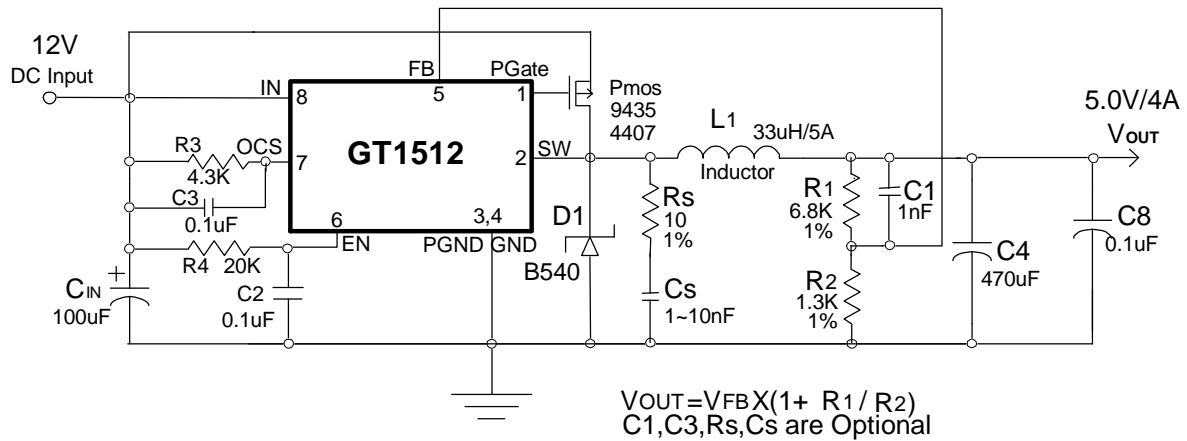 12V
DC Input
IN
8
FB
5
PGate
1
Pmos
9435
4407
5.0V/4A
VOUT
R3
4.3K
OCS
7
GT1512
2
SW
L1
33uH/5A
Inductor
C3
0.1uF
6
EN
3,4
PGND GND
D1
B540
Rs
10
1%
R1
6.8K
1%
C1
1nF
C4
470uF
C8
0.1uF
R4
20K
+
CIN
100uF
C2
0.1uF
Cs
1~10nF
R2
1.3K
1%
VOUT=VFBX(1+ R1/R2)
C1,C3,Rs,Cs are Optional